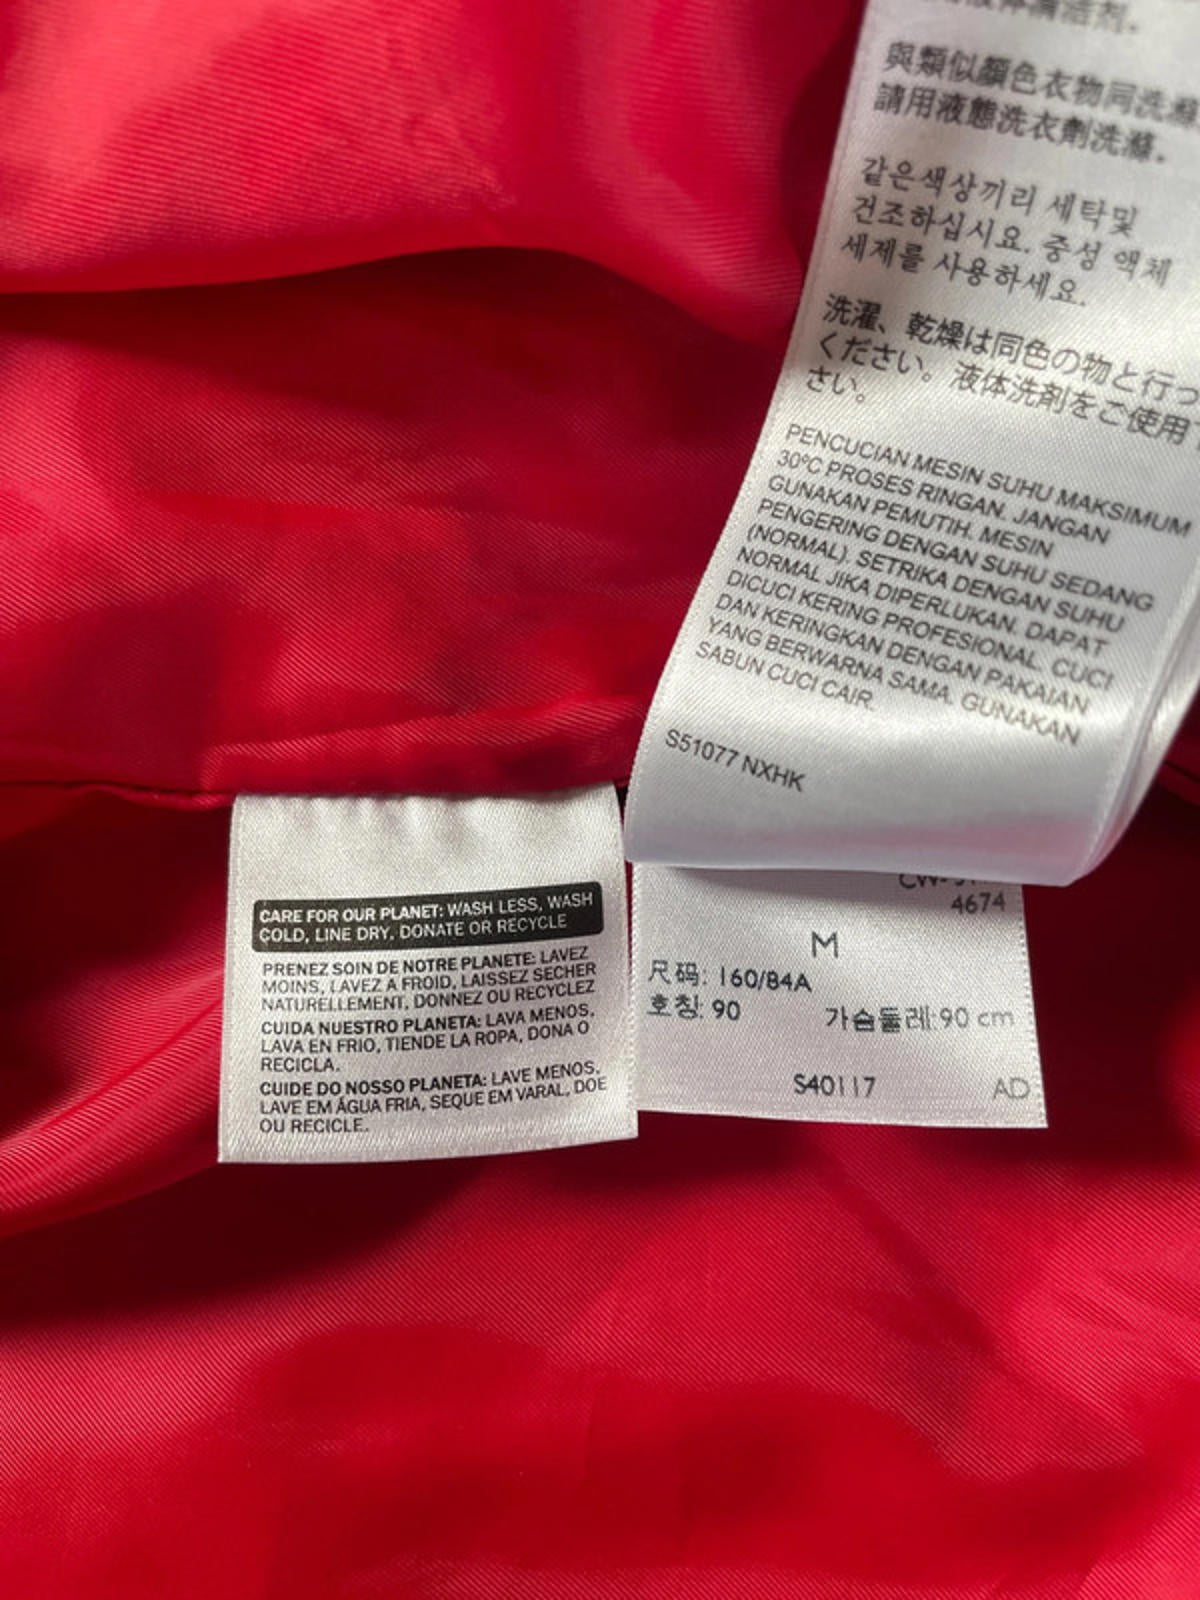 與類似顏色衣物同洗滌
請用液態洗衣劑洗滌.
같은색상끼리 세탁및
건조하십시요. 중성 액체
세제를 사용하세요.
洗濯、乾燥は同色の物と行っ
ください。液体洗剤をご使用
さい。
PENCUCIAN MESIN SUHU MAKSIMUM
30°C PROSES RINGAN. JANGAN
GUNAKAN PEMUTIH. MESIN
PENGERING DENGAN SUHU SEDANG
(NORMAL). SETRIKA DENGAN SUHU
NORMAL JIKA DIPERLUKAN. DAPAT
DICUCI KERING PROFESIONAL. CUCI
DAN KERINGKAN DENGAN PAKAIAN
YANG BERWARNA SAMA. GUNAKAN
SABUN CUCI CAIR.
S51077 NXHK
CARE FOR OUR PLANET: WASH LESS, WASH
COLD, LINE DRY, DONATE OR RECYCLE
PRENEZ SOIN DE NOTRE PLANETE: LAVEZ
MOINS, LAVEZ A FROID, LAISSEZ SECHER
NATURELLEMENT, DONNEZ OU RECYCLEZ
CUIDA NUESTRO PLANETA: LAVA MENOS,
LAVA EN FRIO, TIENDE LA ROPA, DONA O
RECICLA.
CUIDE DO NOSSO PLANETA: LAVE MENOS,
LAVE EM ÁGUA FRIA, SEQUE EM VARAL, DOE
OU RECICLE.
4674
M
尺码: 160/84A
호칭: 90 가슴둘레: 90 cm
S40117 AD